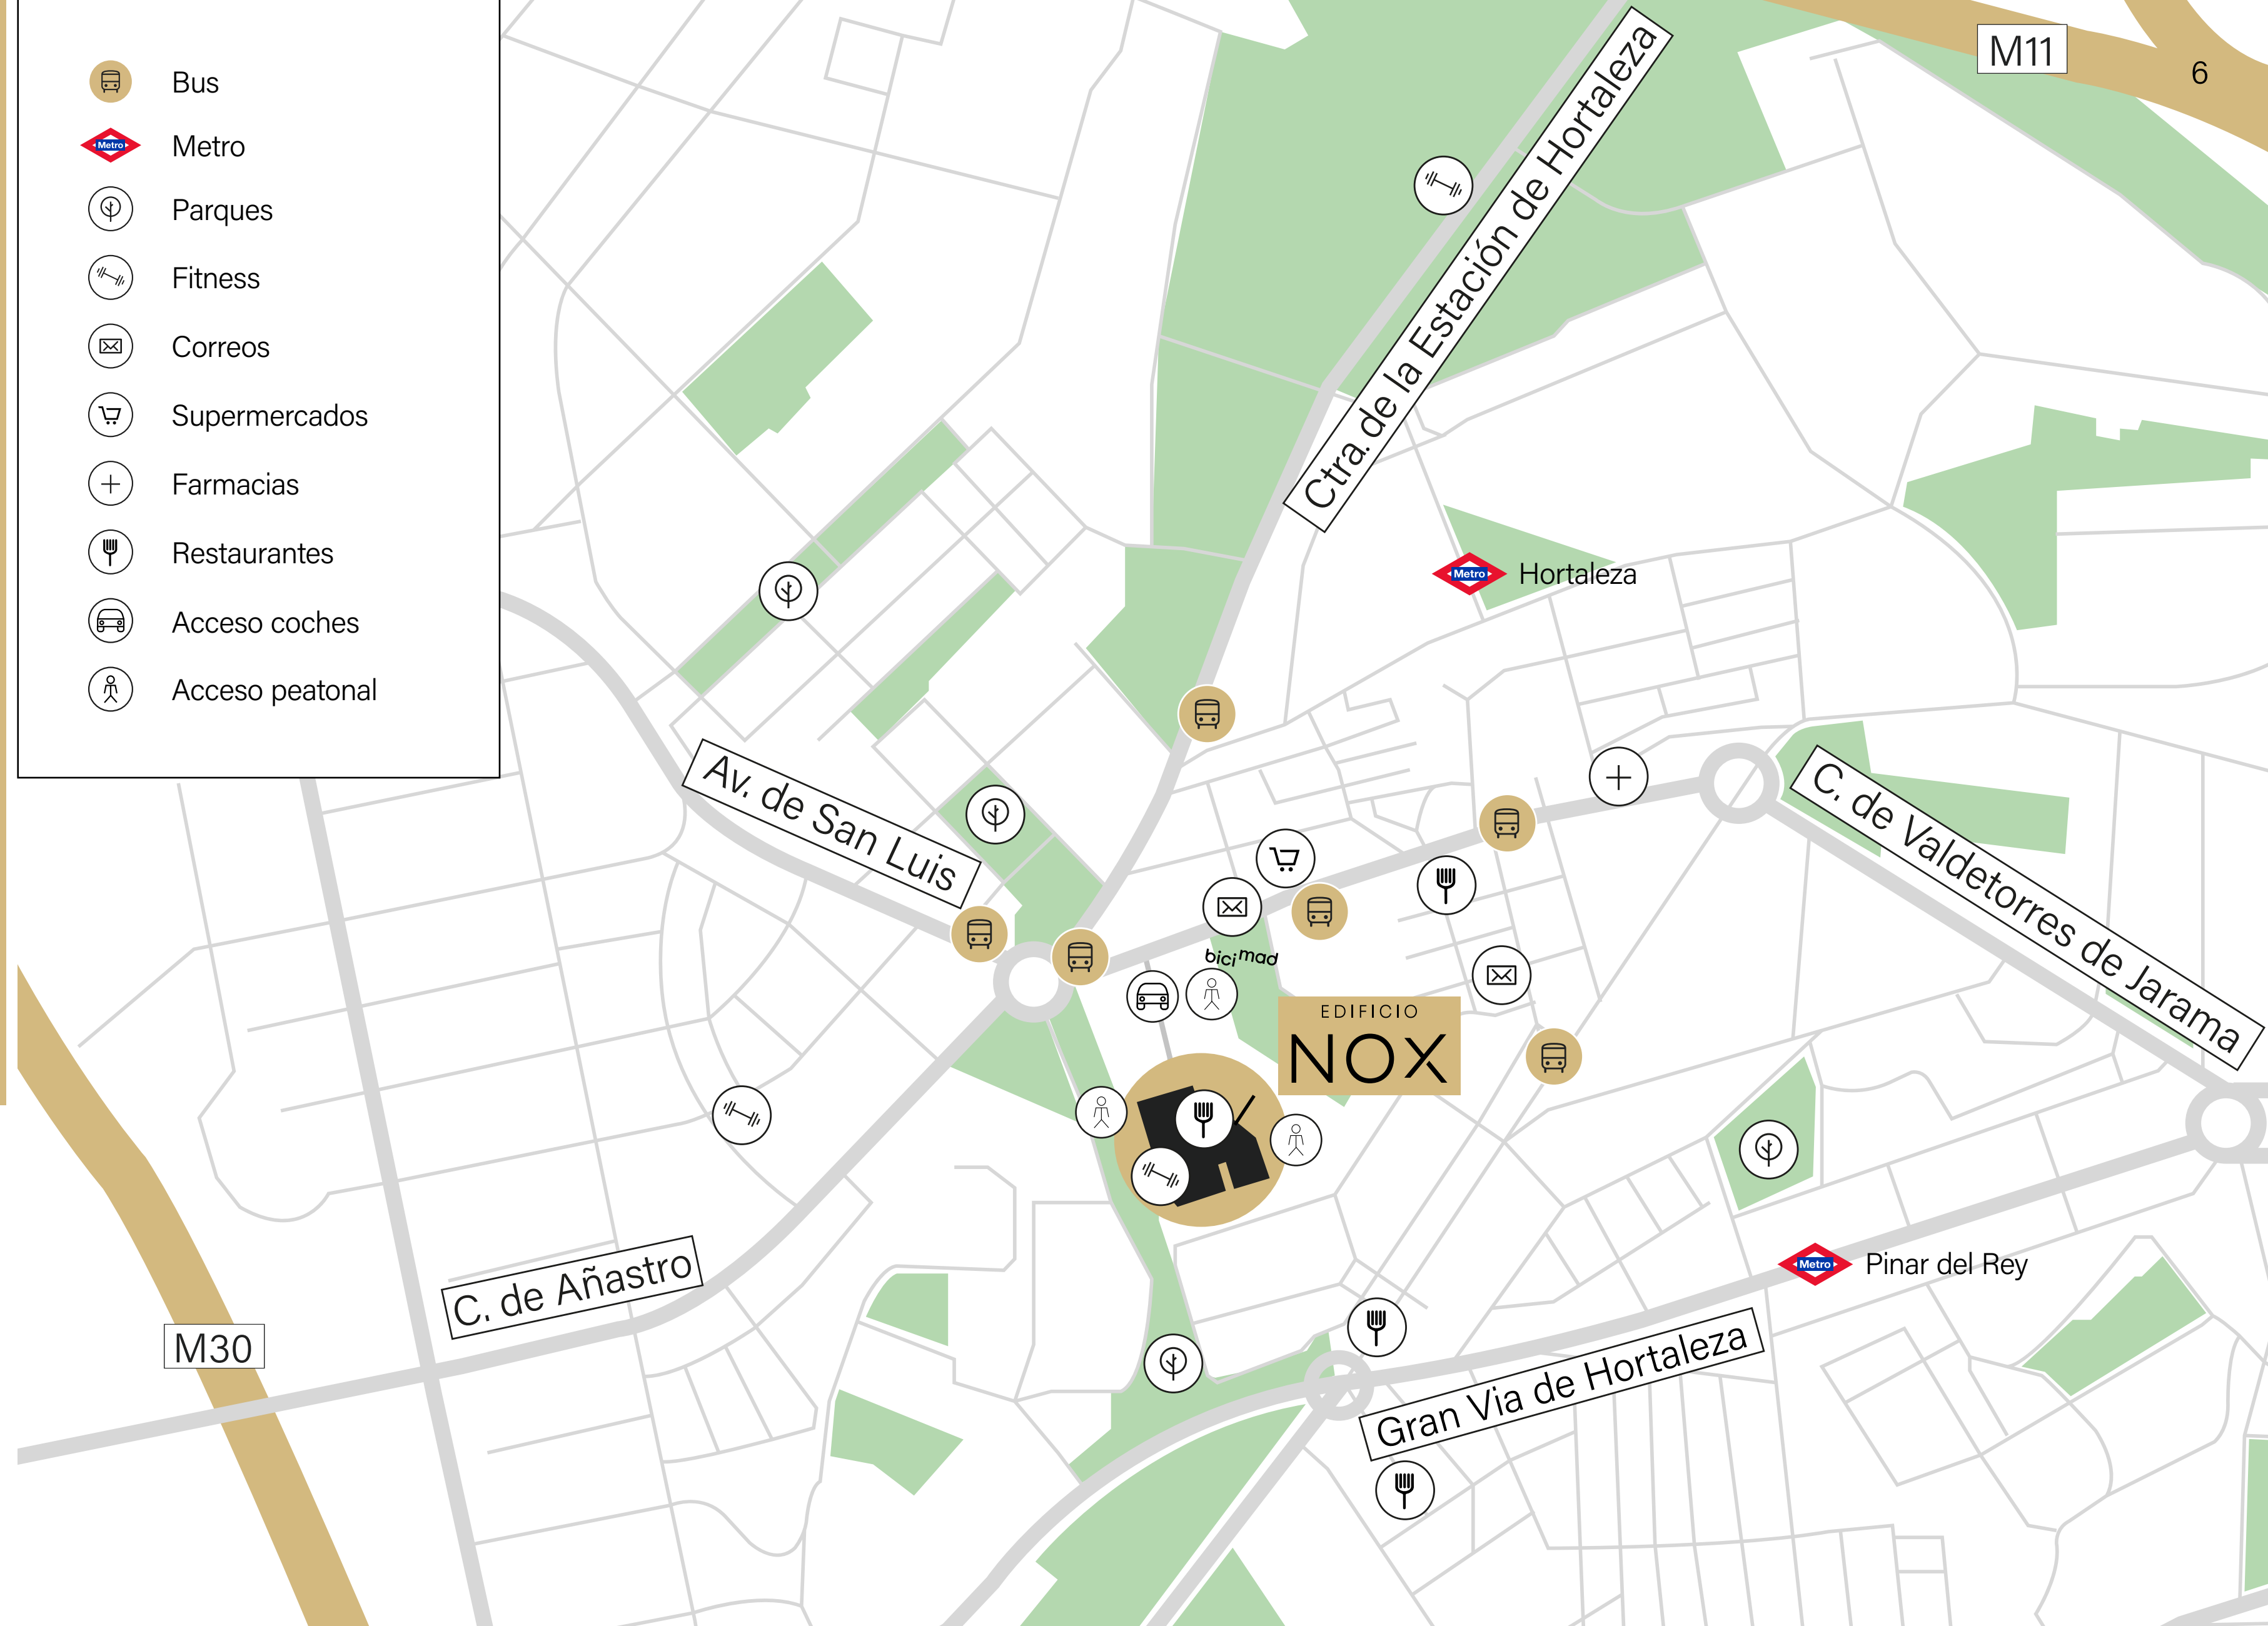 Bus
Metro
Metro
Parques
Fitness
Correos
Supermercados
Farmacias
Restaurantes
Acceso coches
Acceso peatonal
M11
6
Ctra. de la Estación de Hortaleza
Metro
Hortaleza
Av. de San Luis
C. de Valdetorres de Jarama
bicimad
EDIFICIO
NOX
C. de Añastro
M30
Metro
Pinar del Rey
Gran Via de Hortaleza